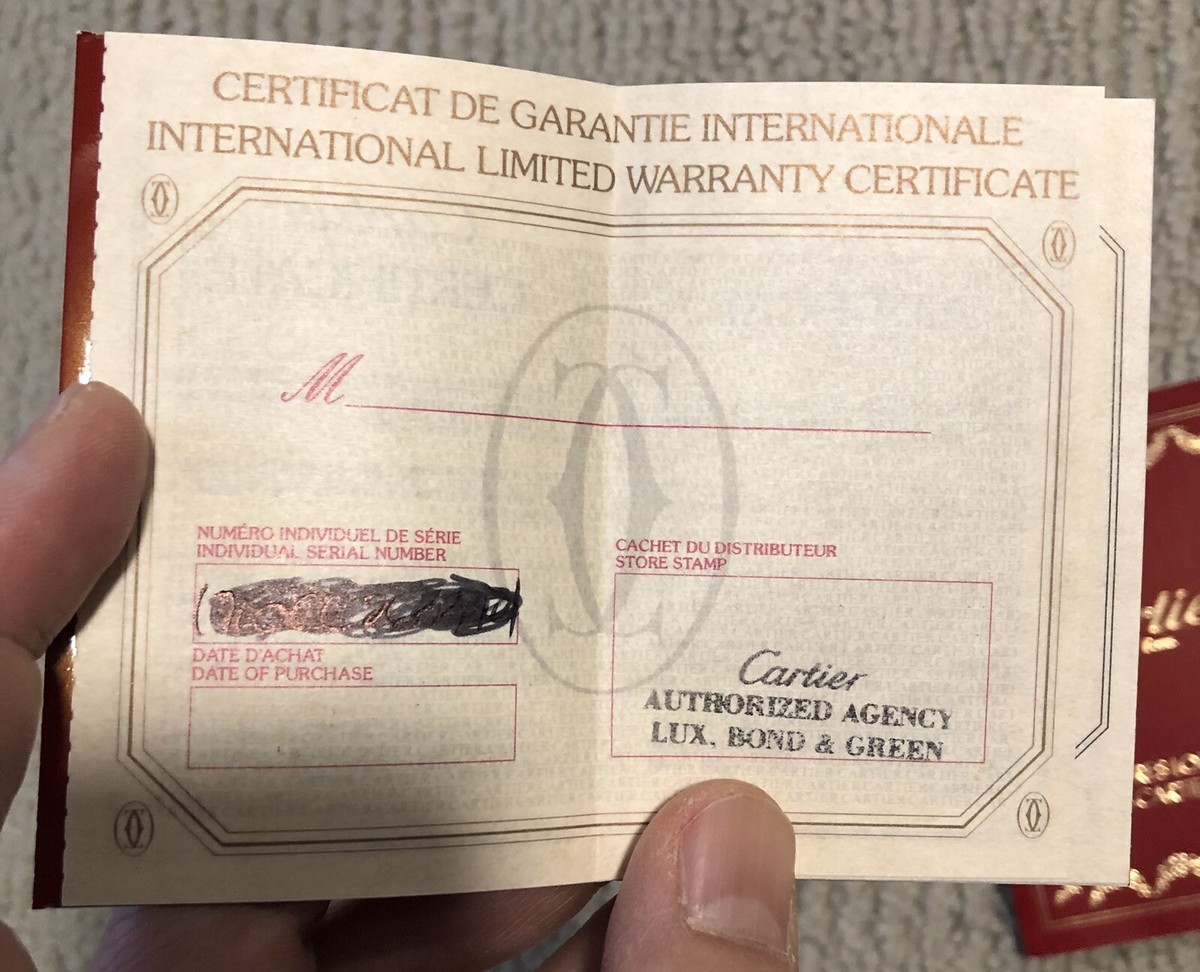 CERTIFICAT DE GARANTIE INTERNATIONALE
INTERNATIONAL LIMITED WARRANTY CERTIFICATE
M
NUMÉRO INDIVIDUEL DE SÉRIE
INDIVIDUAL SERIAL NUMBER
DATE D'ACHAT
DATE OF PURCHASE
CACHET DU DISTRIBUTEUR
STORE STAMP
Cartier
AUTHORIZED AGENCY
LUX, BOND & GREEN